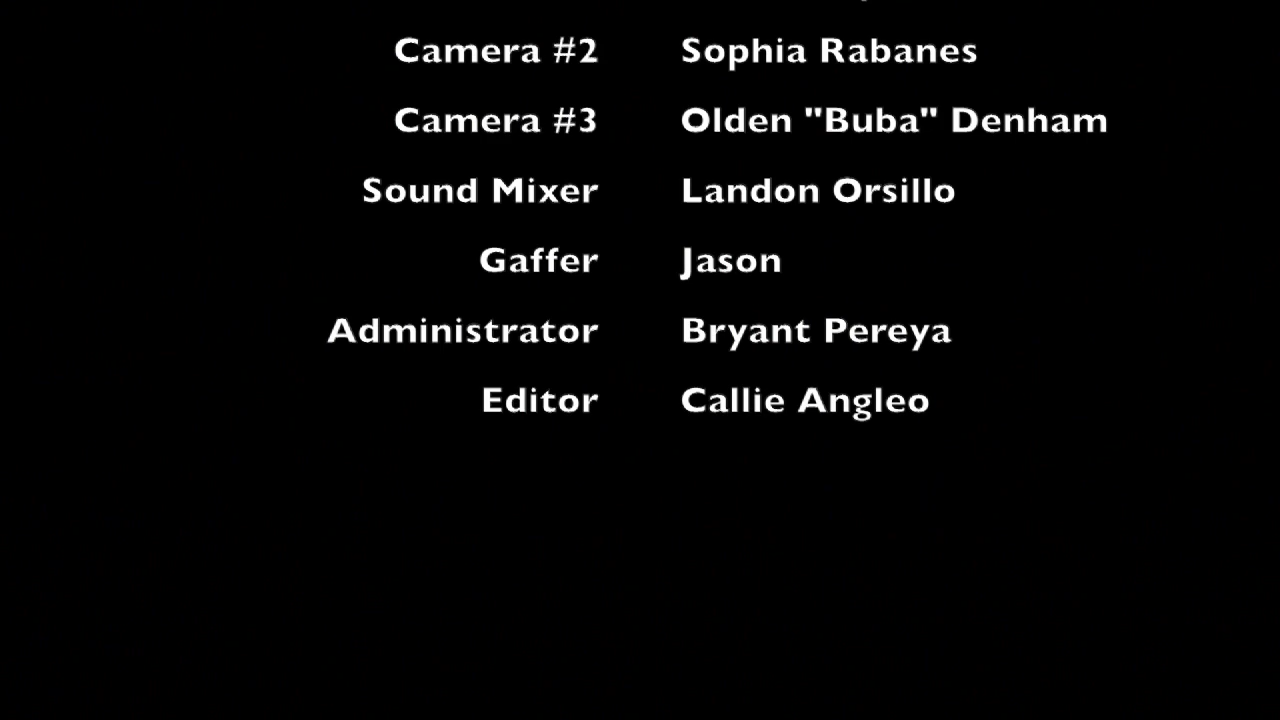 Camera #2 Sophia Rabanes
Camera #3 Olden "Buba" Denham
Sound Mixer Landon Orsillo
Gaffer Jason
Administrator Bryant Pereya
Editor Callie Angleo